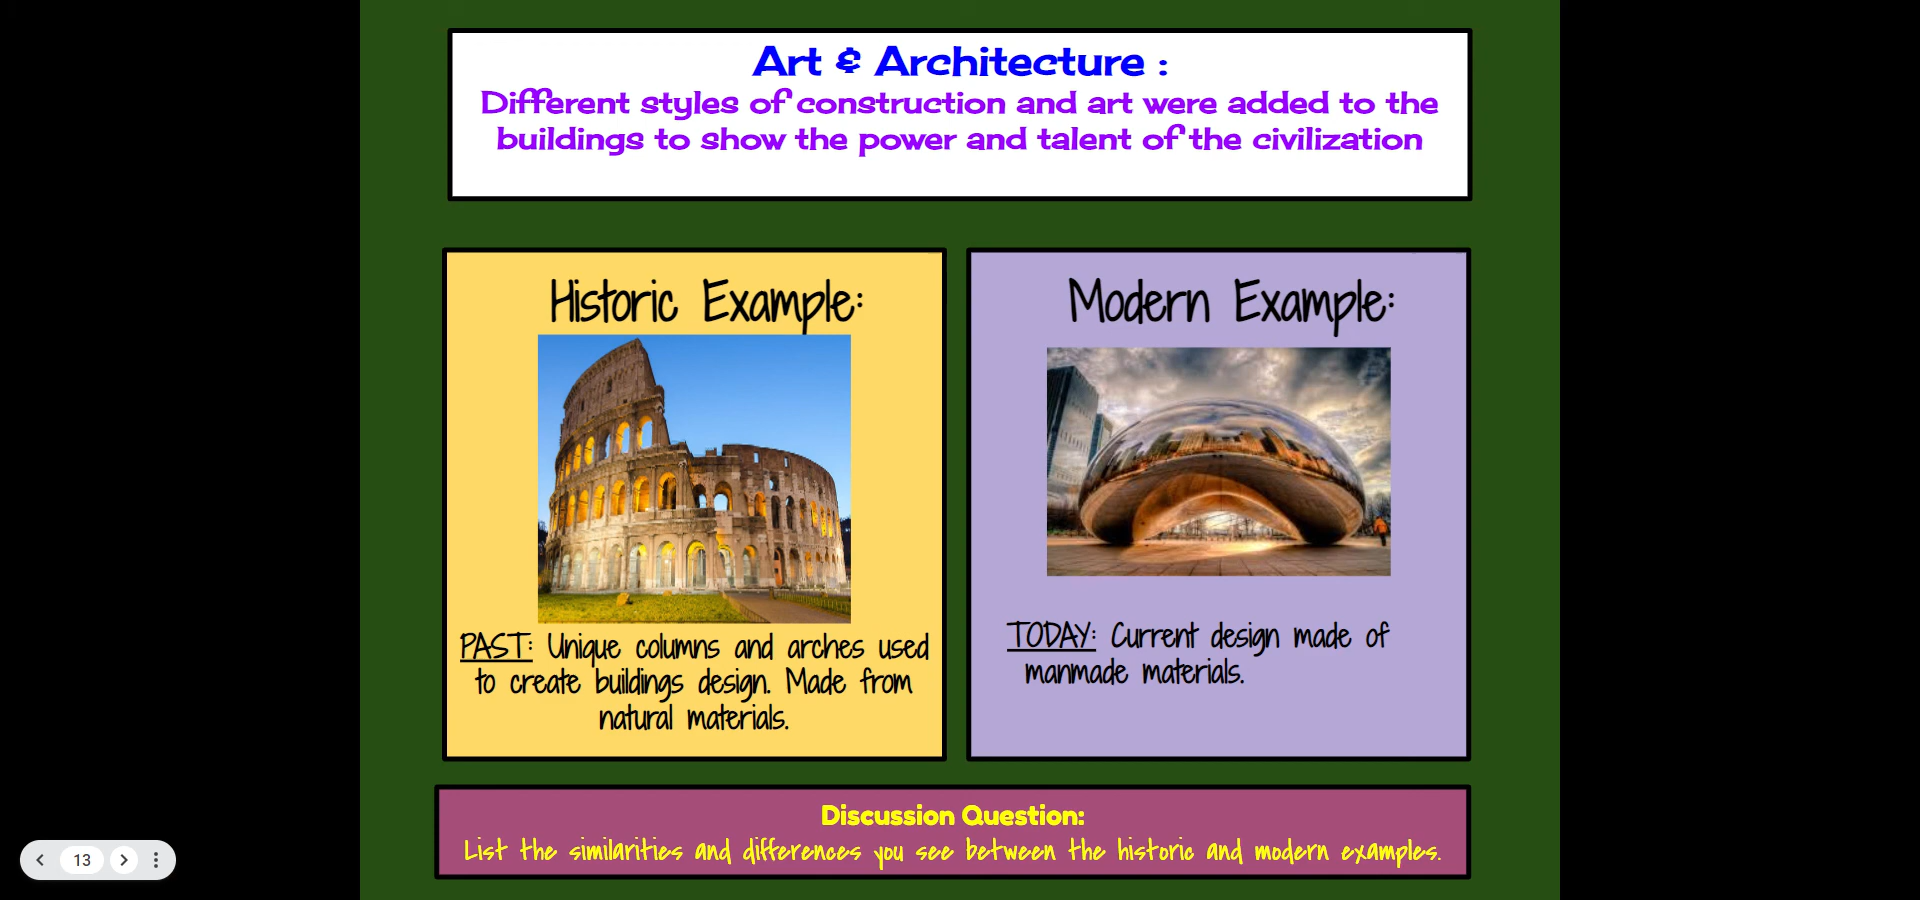 Art & Architecture :
Different styles of construction and art were added to the
buildings to show the power and talent of the civilization
Historic Example:
PAST: Unique columns and arches used
to create buildings design. Made from
natural materials.
Modern Example:
TODAY: Current design made of
manmade materials.
Discussion Question:
List the similarities and differences you see between the historic and modern examples.
13